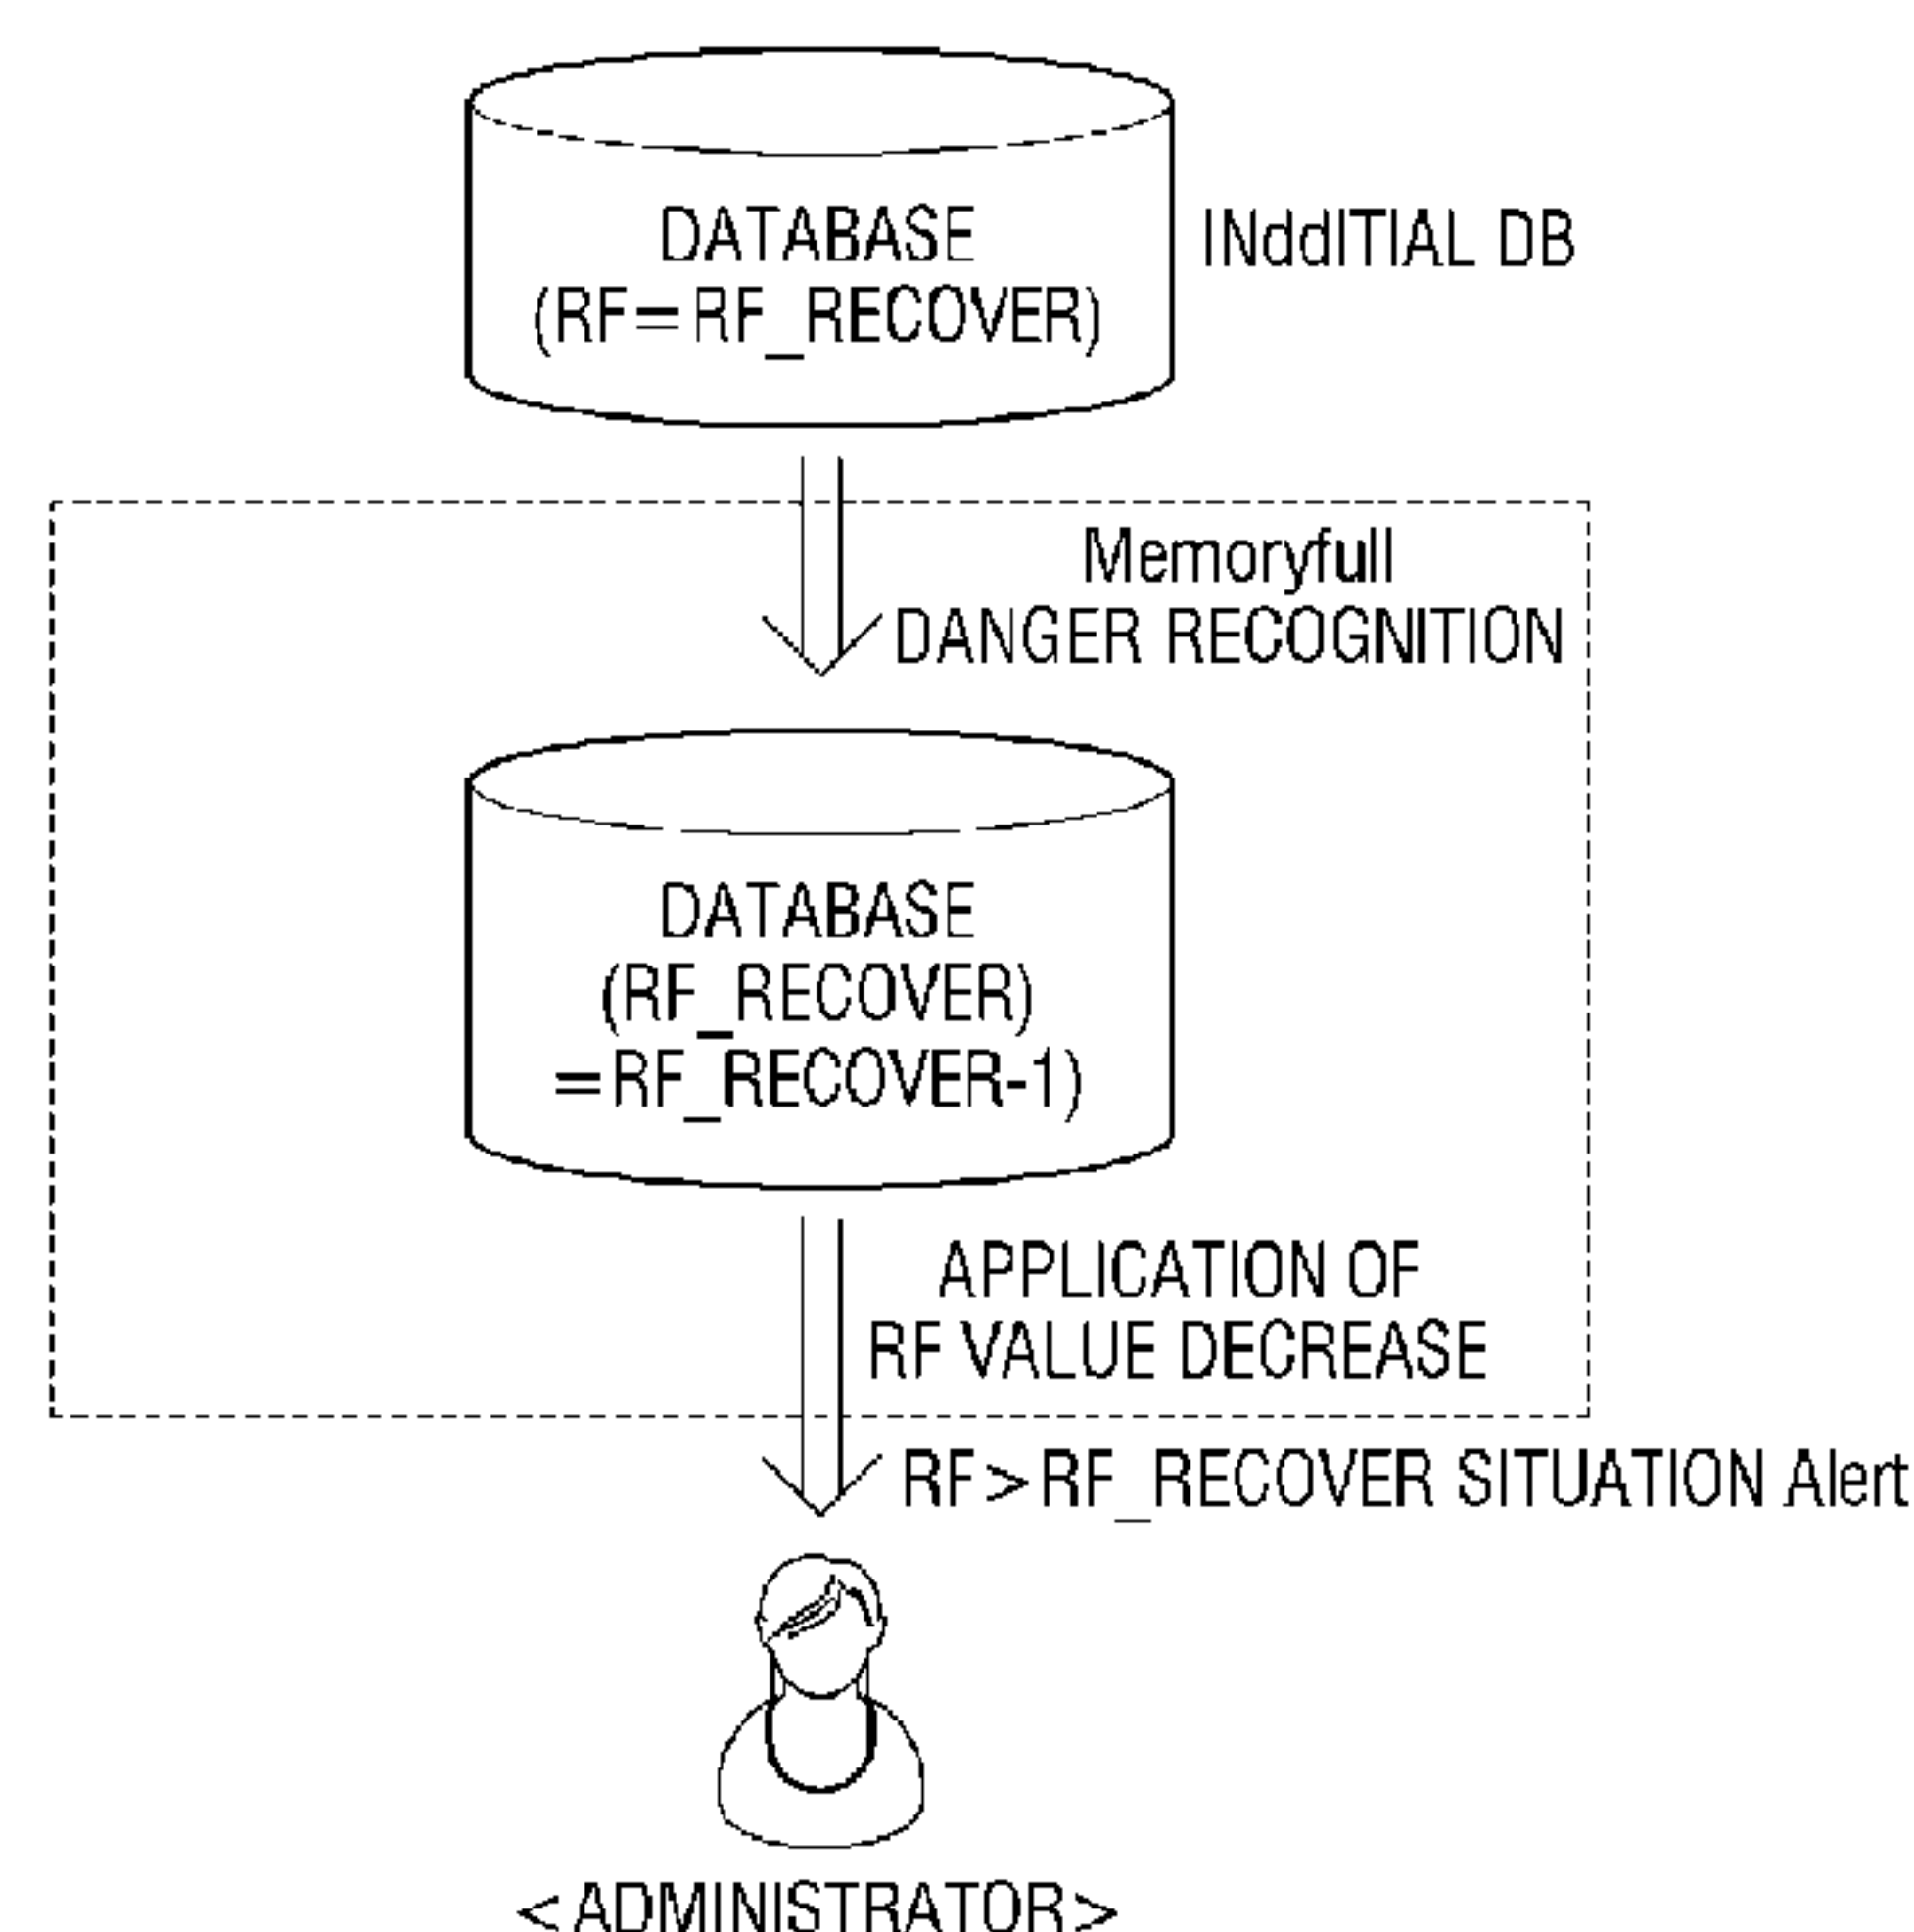 DATABASE
(RF=RF_RECOVER)
INddITIAL DB
Memoryfull
DANGER RECOGNITION
DATABASE
(RF_RECOVER)
=RF_RECOVER-1)
APPLICATION OF
RF VALUE DECREASE
RF>RF_RECOVER SITUATION Alert
<ADMINISTRATOR>